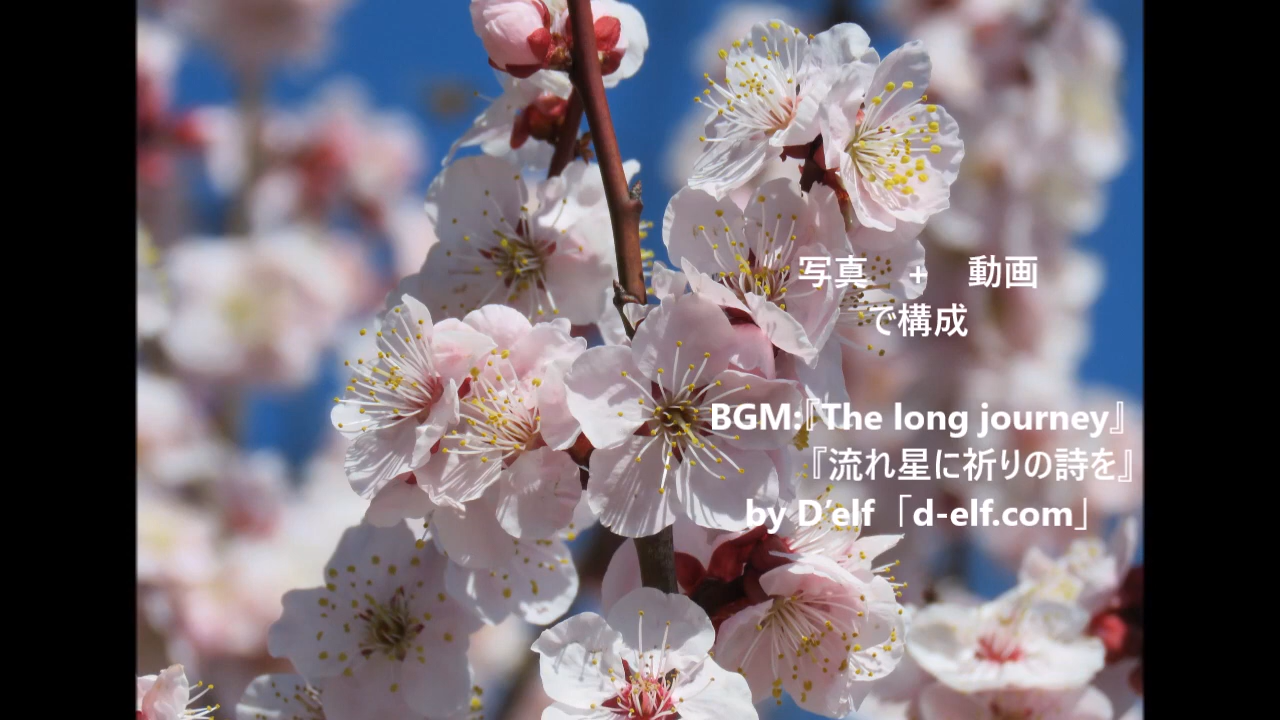 写真　+　動画
で構成
BGM:『The long journey』
『流れ星に祈りの詩を』
by D’elf「d-elf.com」